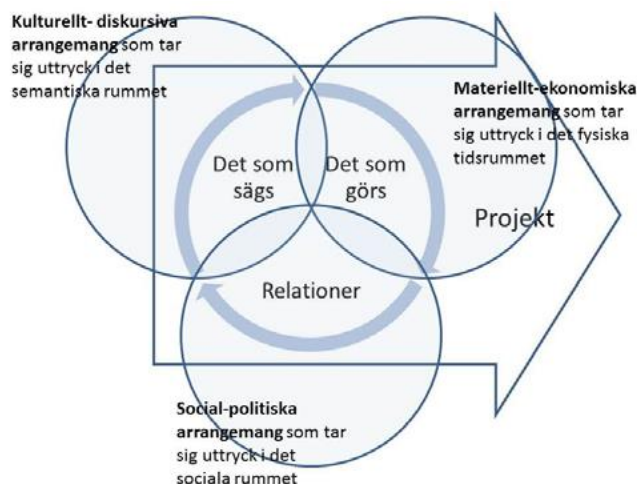 Kulturellt- diskursiva
arrangemang som tar
sig uttryck i det
semantiska rummet
Materiellt-ekonomiska
arrangemang som tar
sig uttryck i det fysiska
tidsrummet
Det som
sägs
Det som
görs
Projekt
Relationer
Social-politiska
arrangemang som tar
sig uttryck i det
sociala rummet